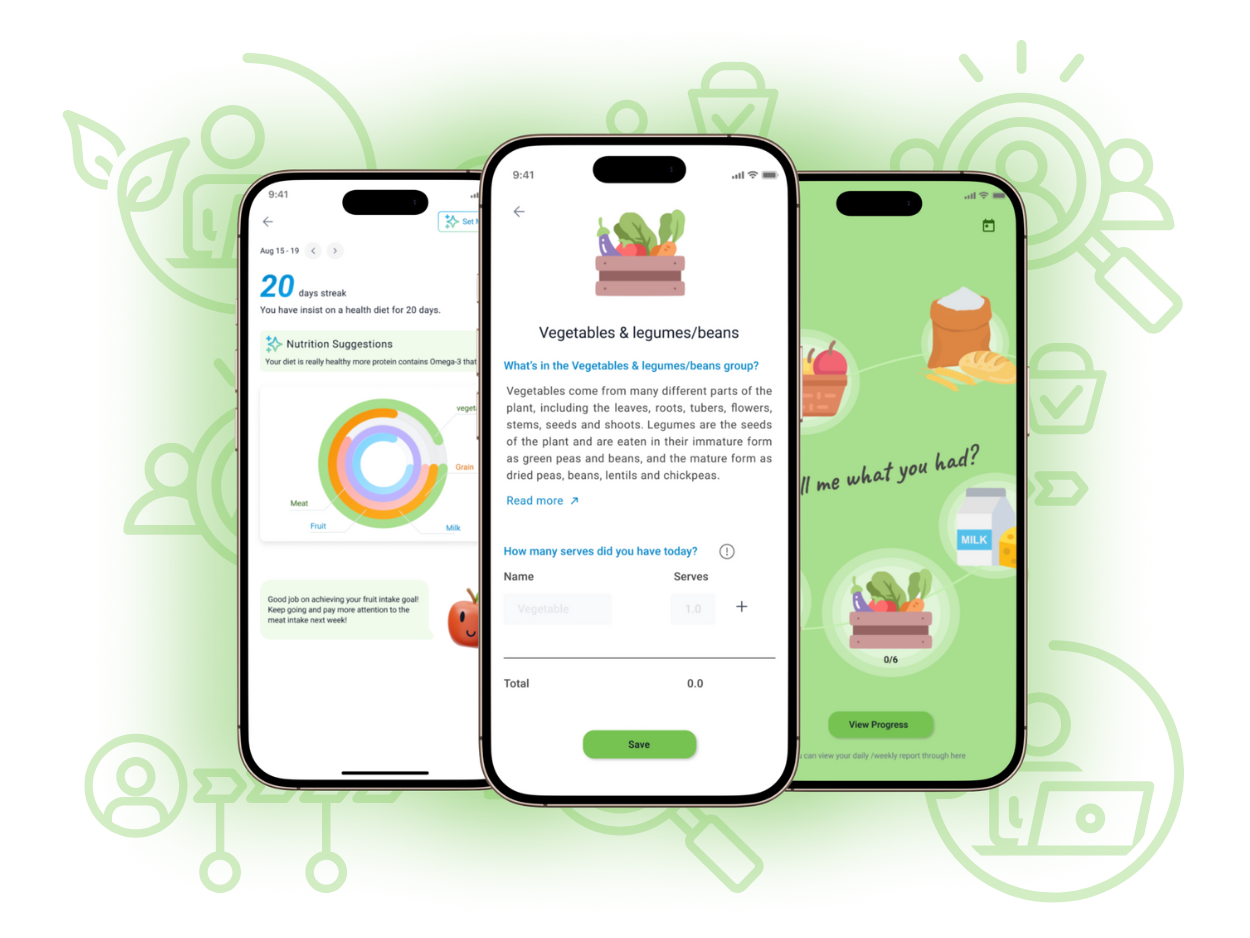 9:41
Set
Aug 15 - 19
20 days streak
You have insist on a health diet for 20 days.
Nutrition Suggestions
Your diet is really healthy more protein contains Omega-3 that
Grain
Meat
Fruit
Milk
Good job on achieving your fruit intake goal!
Keep going and pay more attention to the
meat intake next week!
9:41
Vegetables & legumes/beans
What's in the Vegetables & legumes/beans group?
Vegetables come from many different parts of the
plant, including the leaves, roots, tubers, flowers,
stems, seeds and shoots. Legumes are the seeds
of the plant and are eaten in their immature form
as green peas and beans, and the mature form as
dried peas, beans, lentils and chickpeas.
Read more
How many serves did you have today?
Name Serves
Vegetable 1.0 +
Total 0.0
Save
me what you had?
MILK
0/6
View Progress
can view your daily /weekly report through here